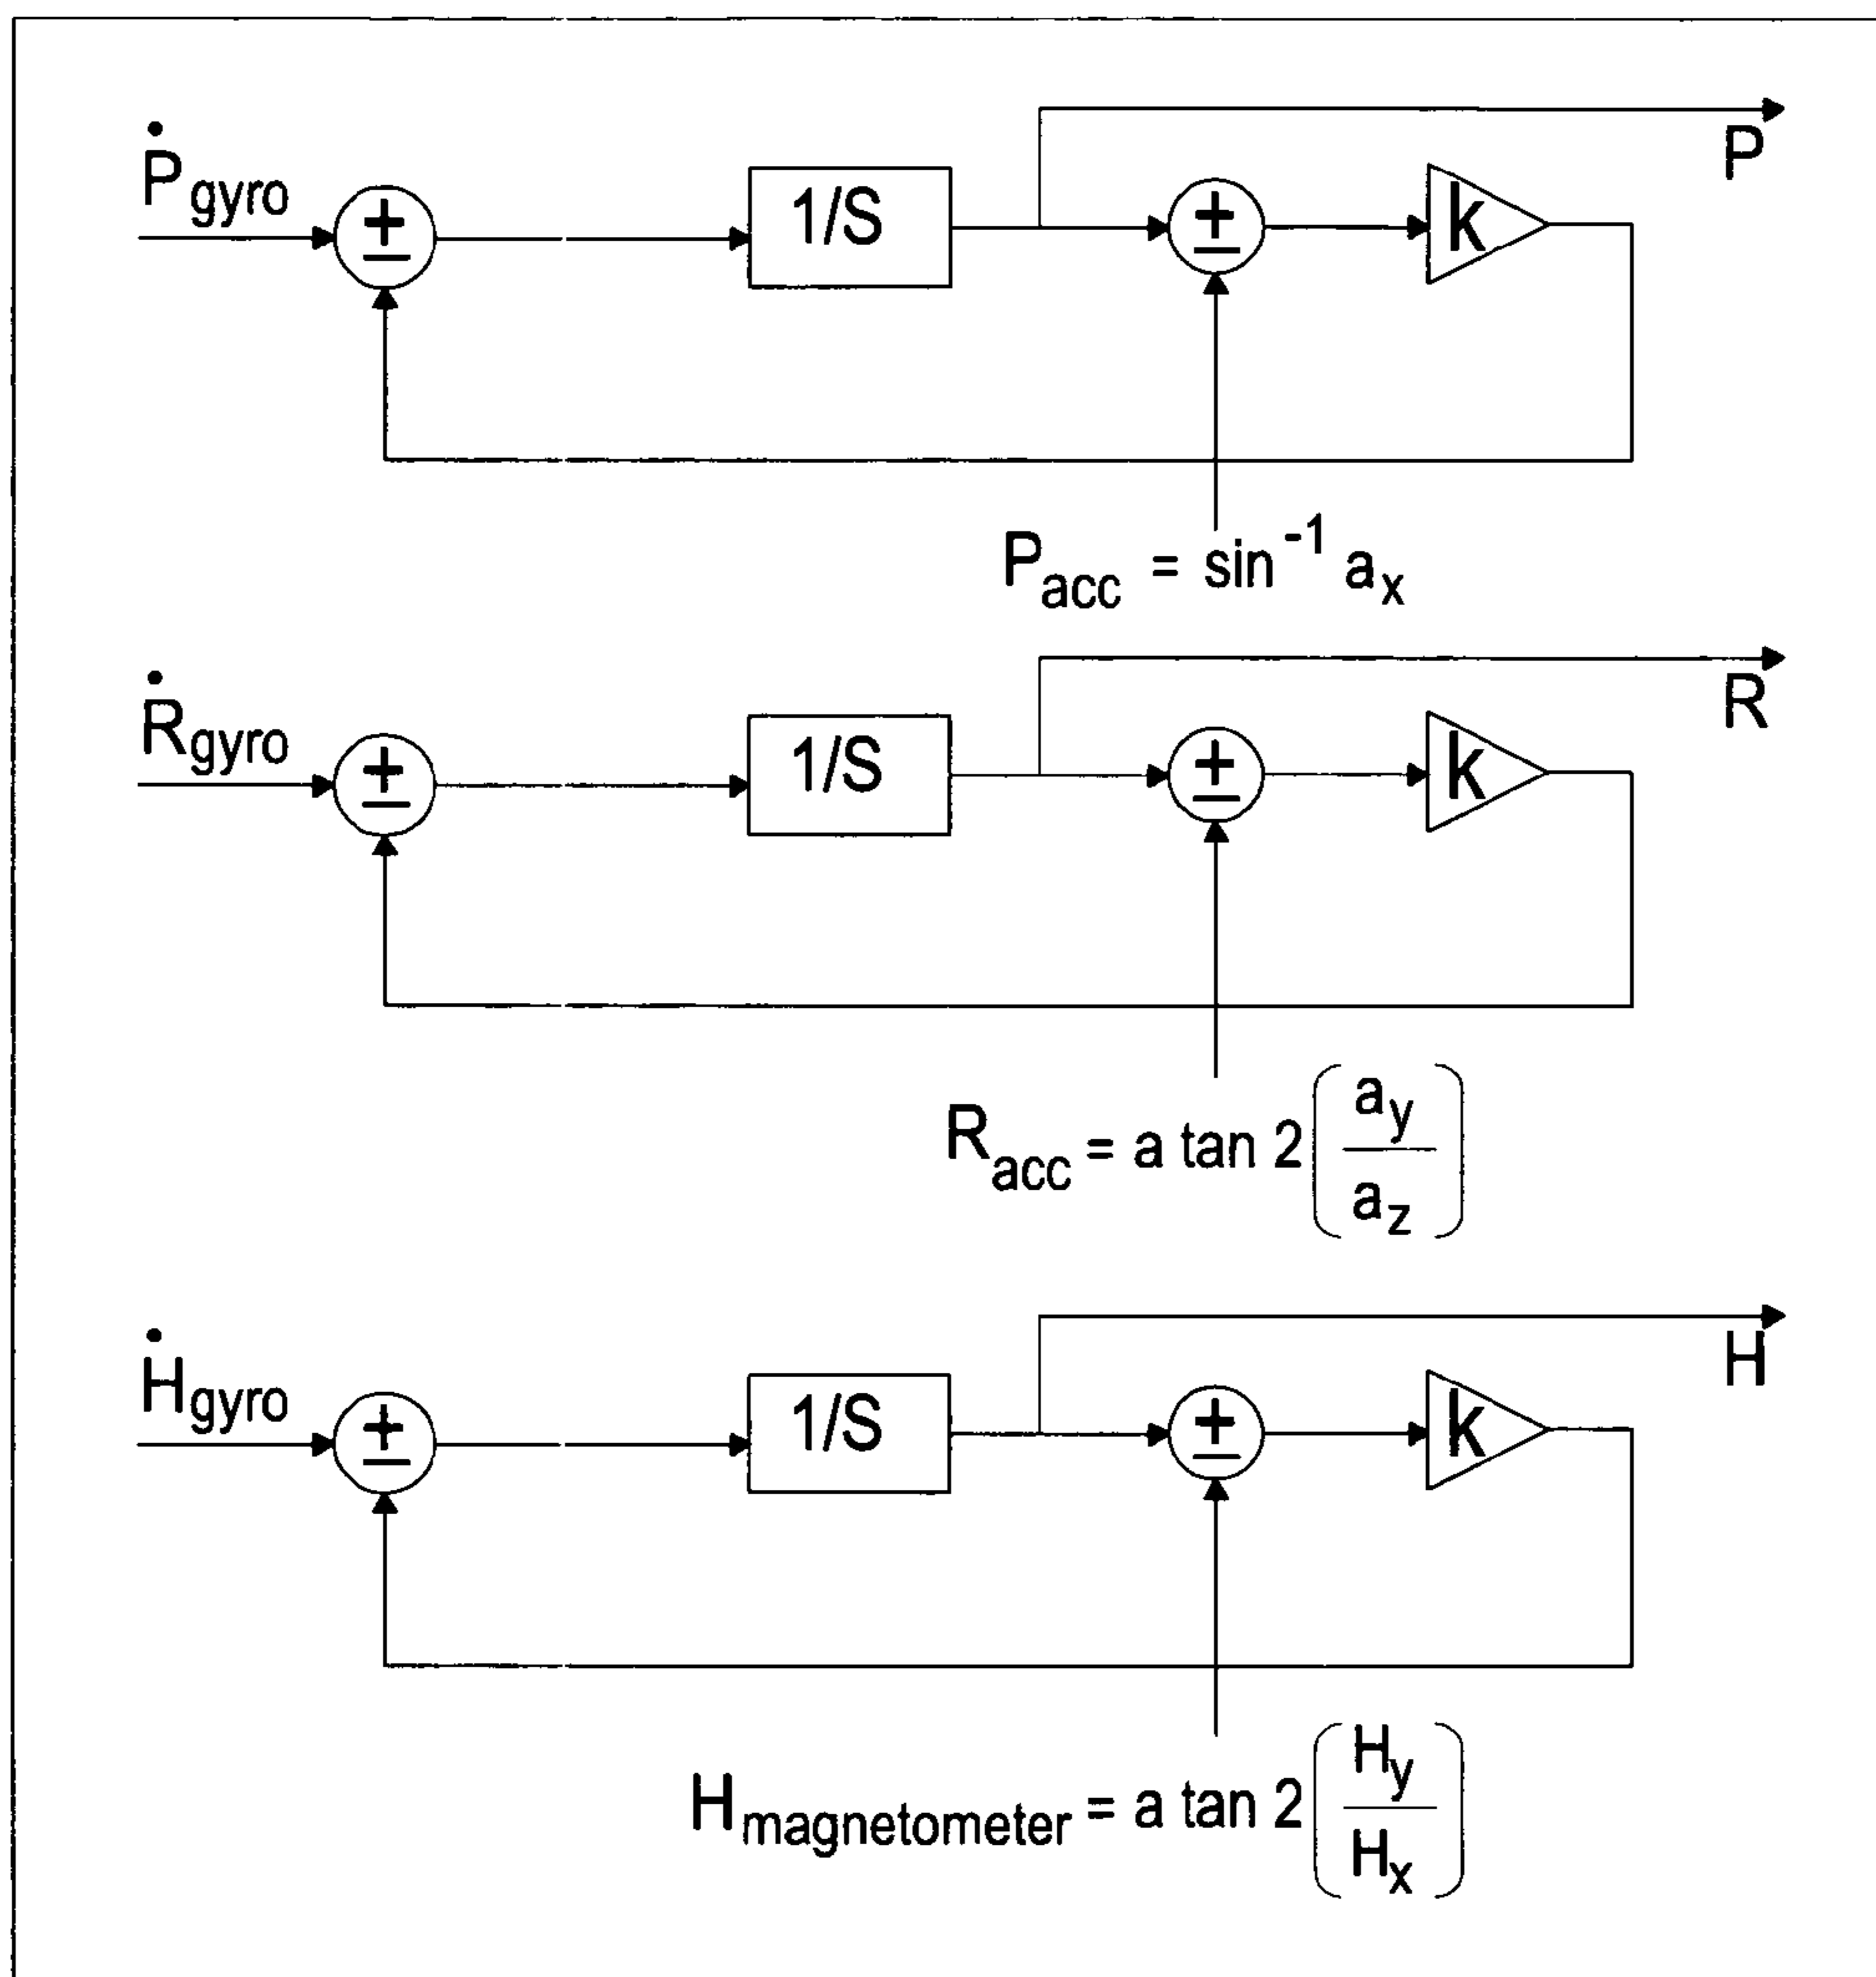 Ṗgyro
±
1/S
±
k
P
Pacc = sin⁻¹ ax
Ṙgyro
±
1/S
±
k
R
Racc = a tan 2 (ay/az)
Ḣgyro
±
1/S
±
k
H
Hmagnetometer = a tan 2 (Hy/Hx)